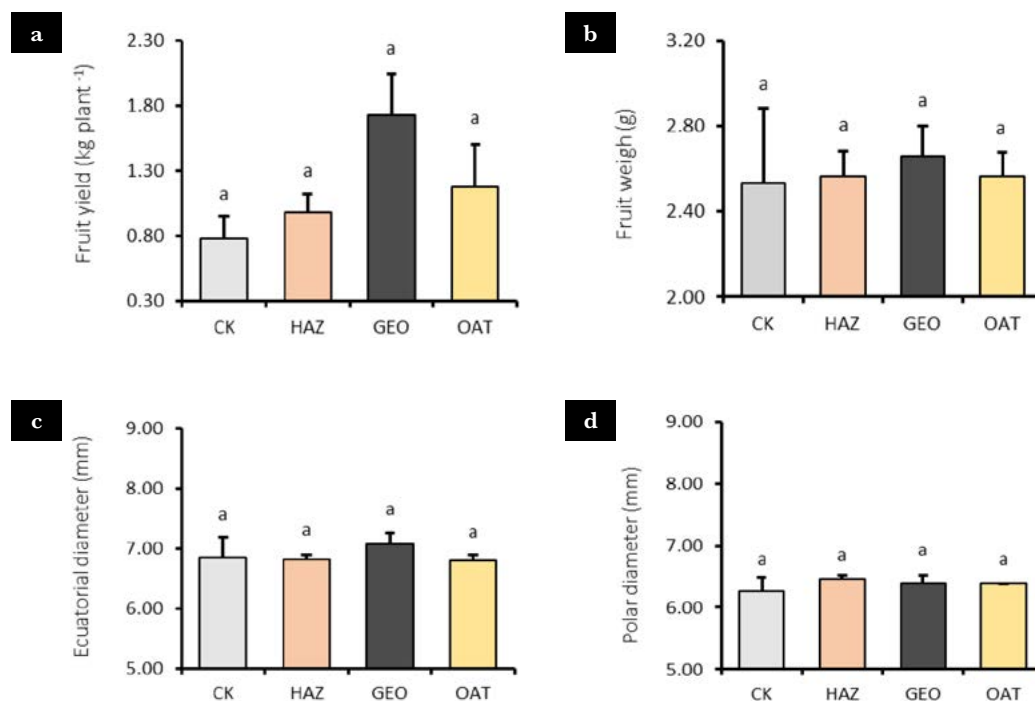 a
Fruit yield (kg plant ⁻¹)
2.30
1.80
1.30
0.80
0.30
a
a
a
a
CK HAZ GEO OAT
b
Fruit weigh (g)
3.20
2.80
2.40
2.00
a
a
a
a
CK HAZ GEO OAT
c
Ecuatorial diameter (mm)
9.00
8.00
7.00
6.00
5.00
a
a
a
a
CK HAZ GEO OAT
d
Polar diameter (mm)
9.00
8.00
7.00
6.00
5.00
a
a
a
a
CK HAZ GEO OAT